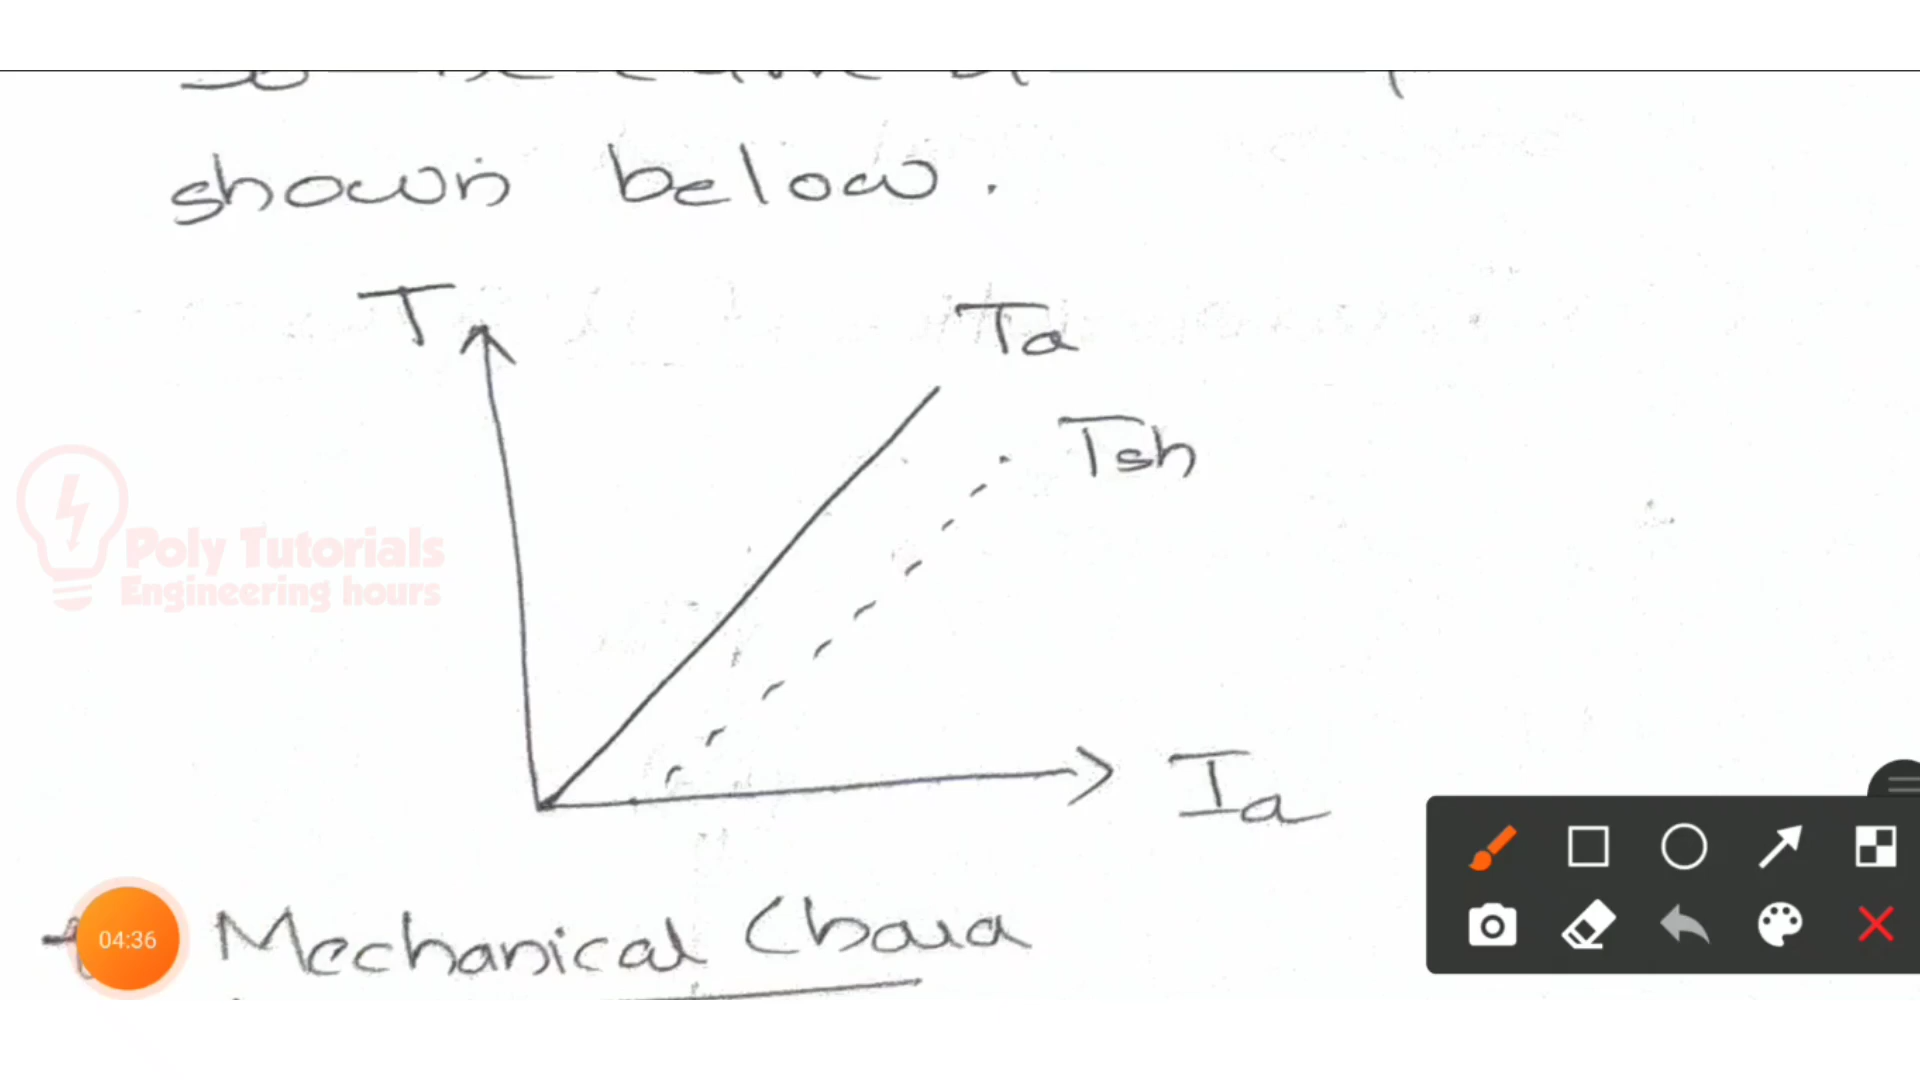 shown below.
T
Ta
Tsh
Poly Tutorials
Engineering hours
Ia
04:36
Mechanical Chara